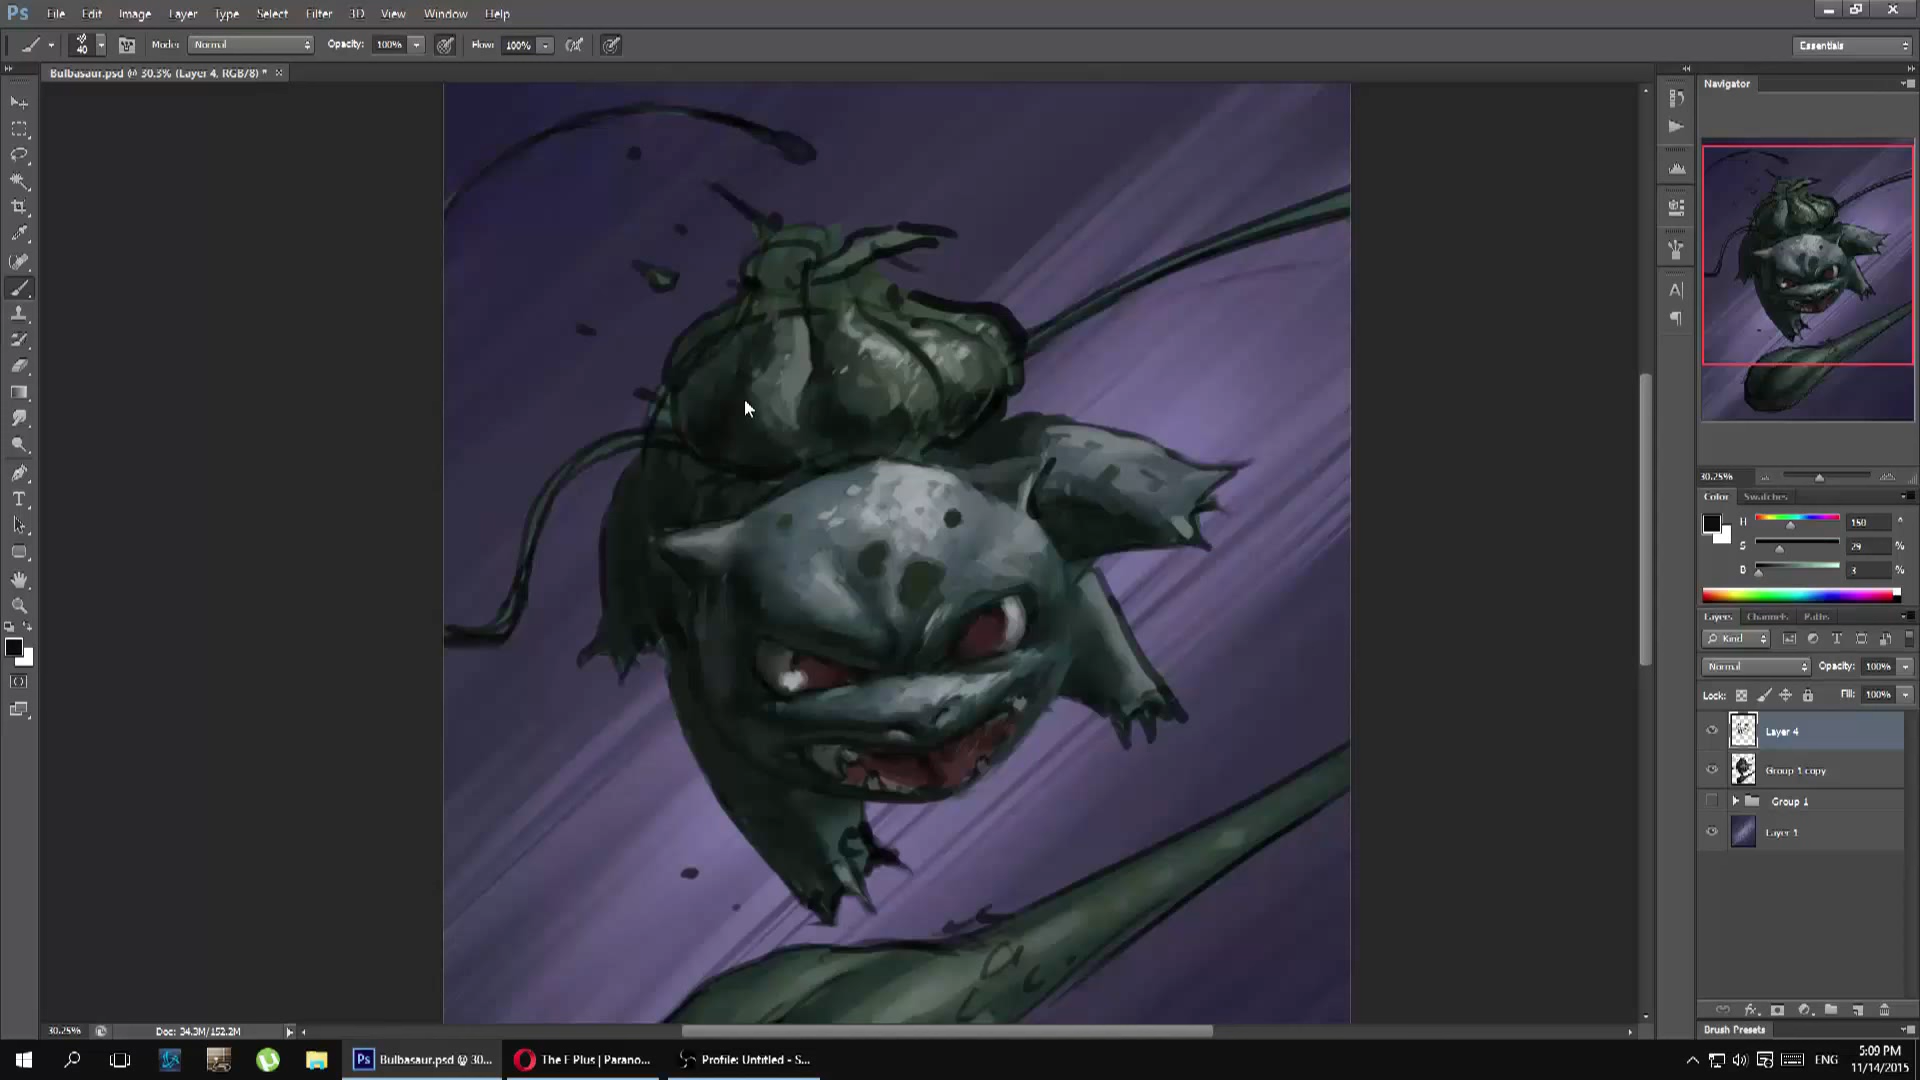 Ps File Edit Image Layer Type Select Filter 3D View Window Help
40 Mode: Normal Opacity: 100% Flow: 100% Essentials
Bulbasaur.psd @ 30.3% (Layer 4, RGB/8) *
Navigator
30.25%
Color Swatches
H 150 °
S 29 %
B 3 %
Layers Channels Paths
Kind
Normal Opacity: 100%
Lock: Fill: 100%
Layer 4
Group 1 copy
Group 1
Layer 1
30.25% Doc: 34.3M/152.2M
Brush Presets
Ps Bulbasaur.psd @ 30... The F Plus | Parano... Profile: Untitled - S... ENG
5:09 PM
11/14/2015